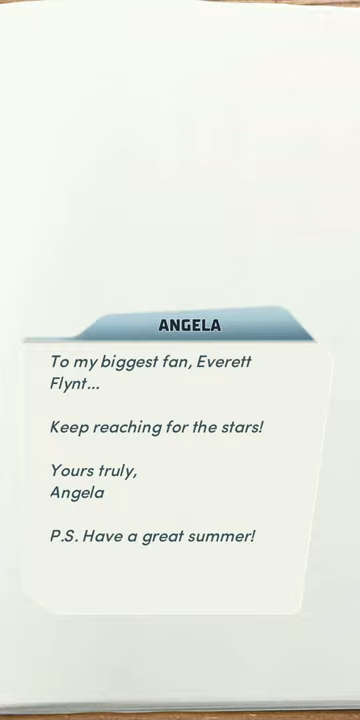 ANGELA
To my biggest fan, Everett
Flynt...
Keep reaching for the stars!
Yours truly,
Angela
P.S. Have a great summer!